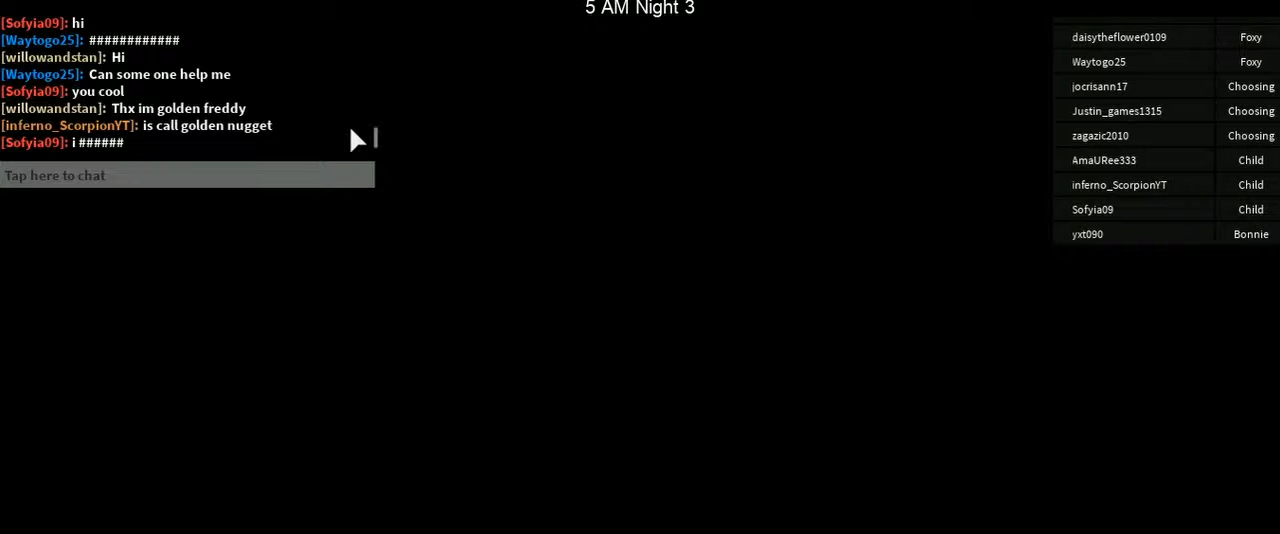 5 AM Night 3
[Sofyia09]: hi
[Waytogo25]: ############
[willowandstan]: Hi
[Waytogo25]: Can some one help me
[Sofyia09]: you cool
[willowandstan]: Thx im golden freddy
[inferno_ScorpionYT]: is call golden nugget
[Sofyia09]: i ######
Tap here to chat
daisytheflower0109 Foxy
Waytogo25 Foxy
jocrisann17 Choosing
Justin_games1315 Choosing
zagazic2010 Choosing
AmaURee333 Child
inferno_ScorpionYT Child
Sofyia09 Child
yxt090 Bonnie